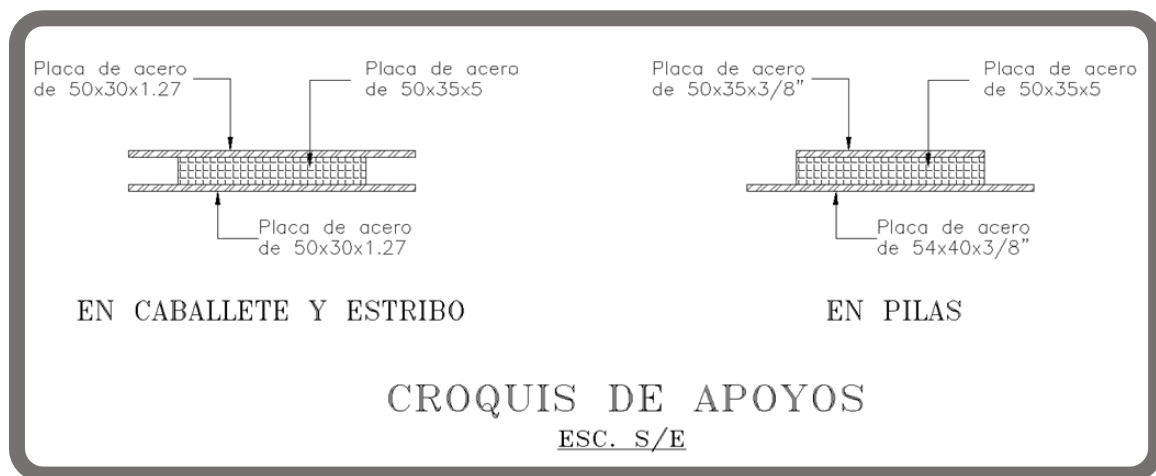 Placa de acero
de 50x30x1.27
Placa de acero
de 50x35x5
Placa de acero
de 50x30x1.27
EN CABALLETE Y ESTRIBO
Placa de acero
de 50x35x3/8”
Placa de acero
de 50x35x5
Placa de acero
de 54x40x3/8”
EN PILAS
CROQUIS DE APOYOS
ESC. S/E